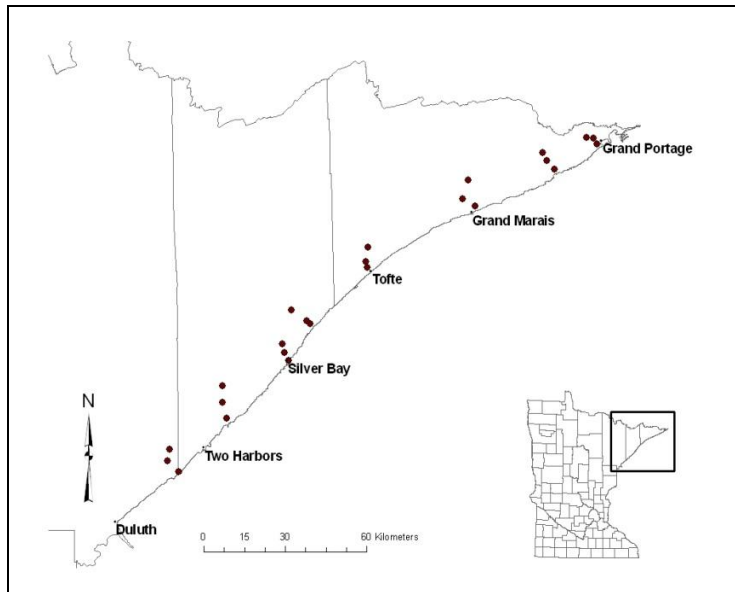 Grand Portage
Grand Marais
Tofte
Silver Bay
N
Two Harbors
Duluth
0 15 30 60 Kilometers